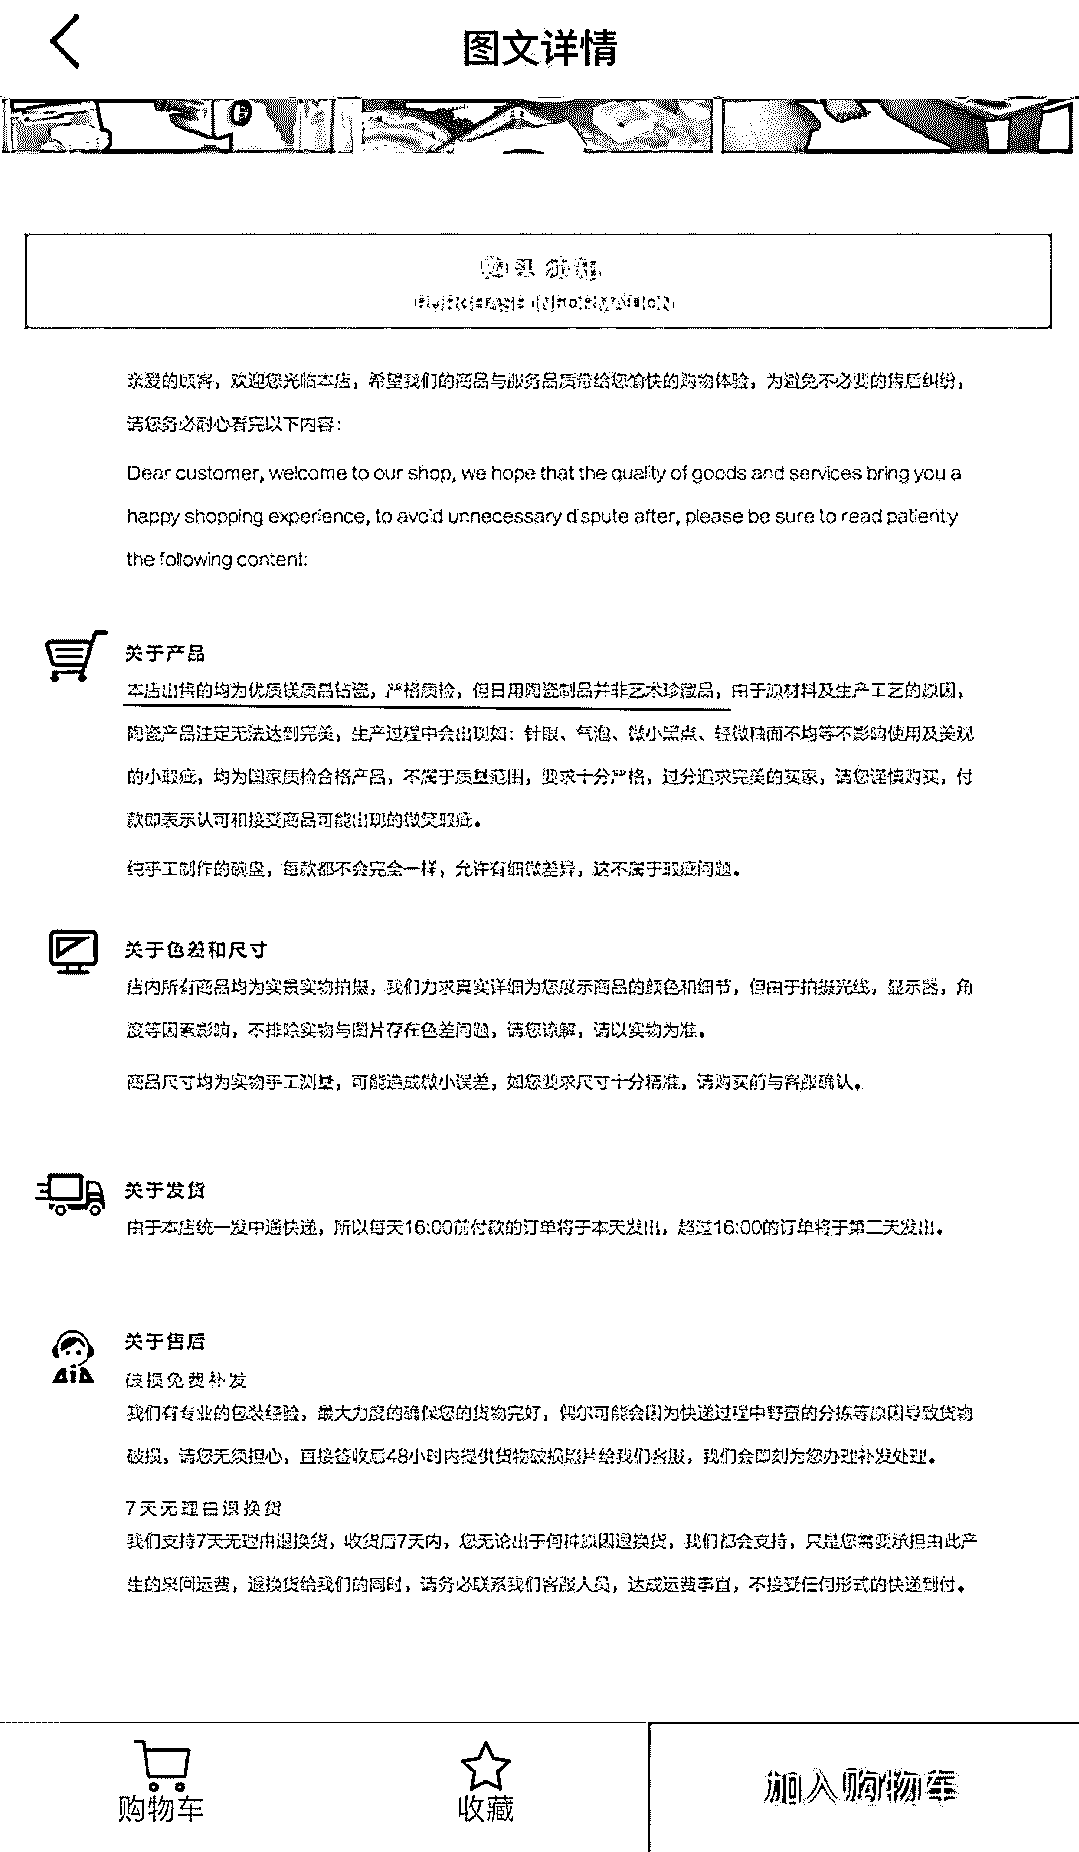 图文详情
亲爱的顾客，欢迎您光临本店，希望我们的商品与服务品质带给您愉快的购物体验，为避免不必要的售后纠纷，
请您务必耐心看完以下内容：
Dear customer, welcome to our shop, we hope that the quality of goods and services bring you a
happy shopping experience, to avoid unnecessary dispute after, please be sure to read patienty
the following content:
关于产品
本店出售的均为优质镁质晶钻瓷，严格质检，但日用陶瓷制品并非艺术珍藏品，由于原材料及生产工艺的原因，
陶瓷产品注定无法达到完美，生产过程中会出现如：针眼、气泡、微小黑点、轻微釉面不均等不影响使用及美观
的小瑕疵，均为国家质检合格产品，不属于质量范围，要求十分严格，过分追求完美的买家，请您谨慎购买，付
款即表示认可和接受商品可能出现的微笑瑕疵。
纯手工制作的碗盘，每款都不会完全一样，允许有细微差异，这不属于瑕疵问题。
关于色差和尺寸
店内所有商品均为实景实物拍摄，我们力求真实详细为您展示商品的颜色和细节，但由于拍摄光线，显示器，角
度等因素影响，不排除实物与图片存在色差问题，请您谅解，请以实物为准。
商品尺寸均为实物手工测量，可能造成微小误差，如您要求尺寸十分精准，请购买前与客服确认。
关于发货
由于本店统一发中通快递，所以每天16:00前付款的订单将于本天发出，超过16:00的订单将于第二天发出。
关于售后
破损免费补发
我们有专业的包装经验，最大力度的确保您的货物完好，偶尔可能会因为快递过程中野蛮的分拣等原因导致货物
破损，请您无须担心，直接签收后48小时内提供货物破损照片给我们客服，我们会即刻为您办理补发处理。
7天无理由退换货
我们支持7天无理由退换货，收货后7天内，您无论出于何种原因退换货，我们都会支持，只是您需要承担由此产
生的来回运费，退换货给我们的同时，请务必联系我们客服人员，达成运费事宜，不接受任何形式的快递到付。
购物车
收藏
加入购物车